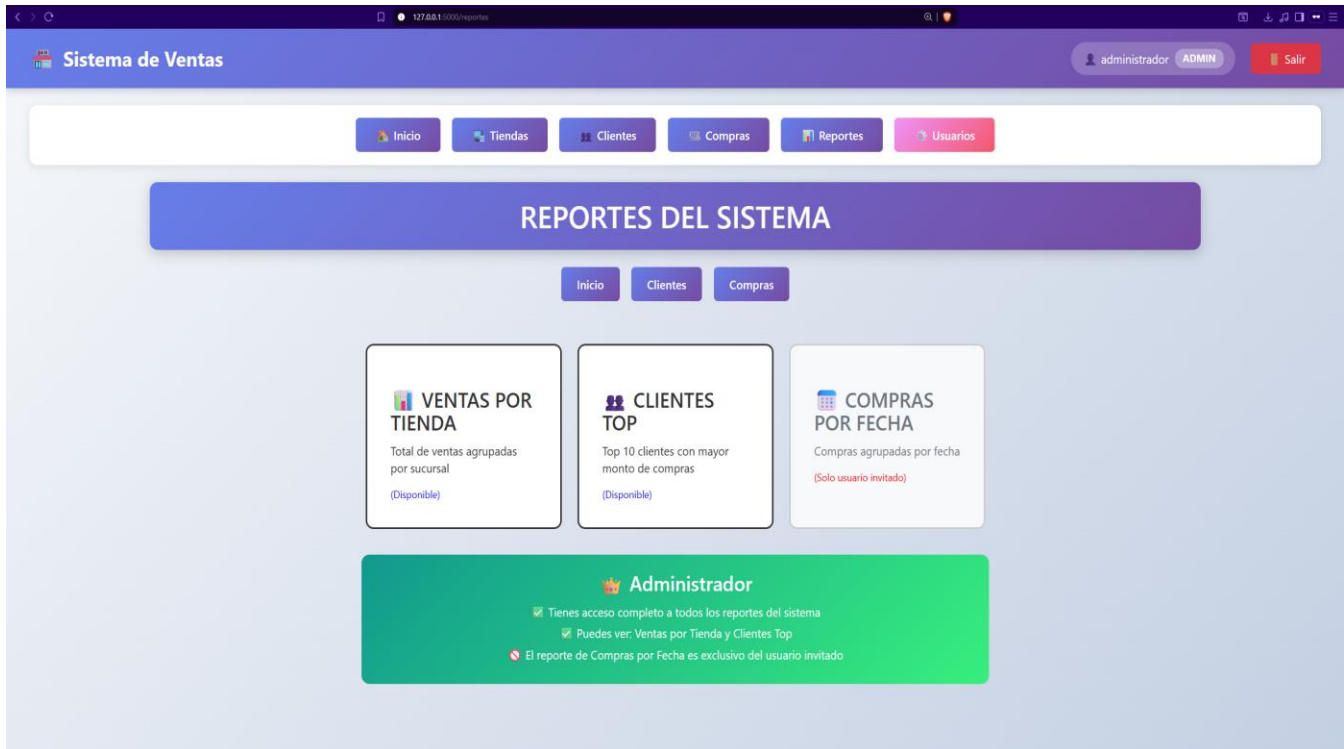 127.0.0.1:5000/reportes
Sistema de Ventas
administrador ADMIN
Salir
Inicio
Tiendas
Clientes
Compras
Reportes
Usuarios
REPORTES DEL SISTEMA
Inicio
Clientes
Compras
VENTAS POR
TIENDA
Total de ventas agrupadas
por sucursal
(Disponible)
CLIENTES
TOP
Top 10 clientes con mayor
monto de compras
(Disponible)
COMPRAS
POR FECHA
Compras agrupadas por fecha
(Solo usuario invitado)
Administrador
Tienes acceso completo a todos los reportes del sistema
Puedes ver: Ventas por Tienda y Clientes Top
El reporte de Compras por Fecha es exclusivo del usuario invitado